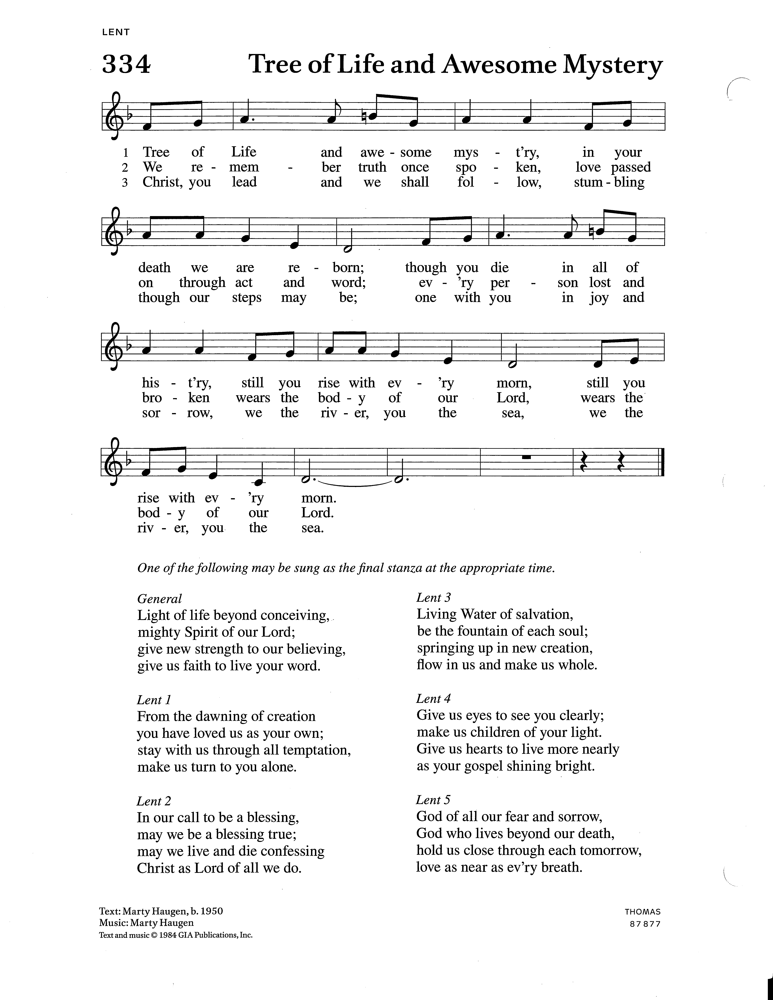 LENT
334 Tree of Life and Awesome Mystery
1 Tree of Life and awe - some mys - t'ry, in your
2 We re - mem - ber truth once spo - ken, love passed
3 Christ, you lead and we shall fol - low, stum - bling
death we are re - born; though you die in all of
on through act and word; ev - 'ry per - son lost and
though our steps may be; one with you in joy and
his - t'ry, still you rise with ev - 'ry morn, still you
bro - ken wears the bod - y of our Lord, wears the
sor - row, we the riv - er, you the sea, we the
rise with ev - 'ry morn.
bod - y of our Lord.
riv - er, you the sea.
One of the following may be sung as the final stanza at the appropriate time.
General
Light of life beyond conceiving,
mighty Spirit of our Lord;
give new strength to our believing,
give us faith to live your word.
Lent 1
From the dawning of creation
you have loved us as your own;
stay with us through all temptation,
make us turn to you alone.
Lent 2
In our call to be a blessing,
may we be a blessing true;
may we live and die confessing
Christ as Lord of all we do.
Lent 3
Living Water of salvation,
be the fountain of each soul;
springing up in new creation,
flow in us and make us whole.
Lent 4
Give us eyes to see you clearly;
make us children of your light.
Give us hearts to live more nearly
as your gospel shining bright.
Lent 5
God of all our fear and sorrow,
God who lives beyond our death,
hold us close through each tomorrow,
love as near as ev'ry breath.
Text: Marty Haugen, b. 1950
Music: Marty Haugen
Text and music © 1984 GIA Publications, Inc.
THOMAS
8 7 8 7 7